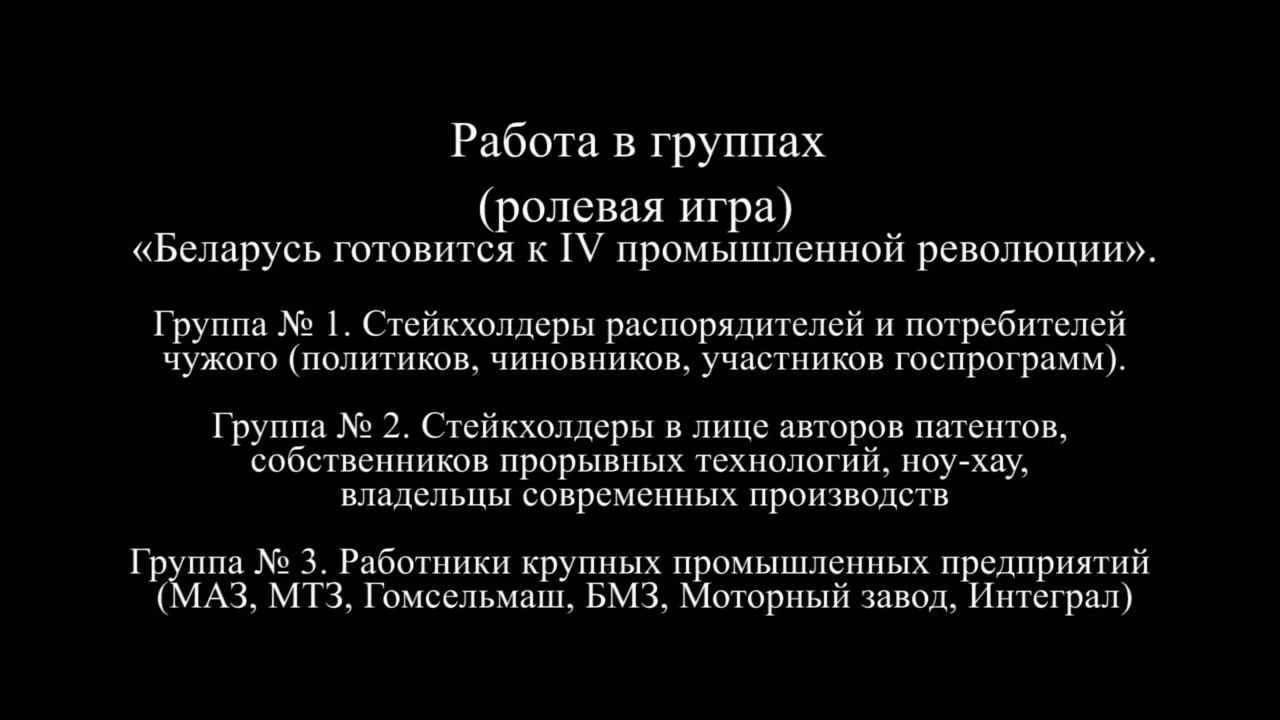 Работа в группах
(ролевая игра)
«Беларусь готовится к IV промышленной революции».
Группа № 1. Стейкхолдеры распорядителей и потребителей
чужого (политиков, чиновников, участников госпрограмм).
Группа № 2. Стейкхолдеры в лице авторов патентов,
собственников прорывных технологий, ноу-хау,
владельцы современных производств
Группа № 3. Работники крупных промышленных предприятий
(МАЗ, МТЗ, Гомсельмаш, БМЗ, Моторный завод, Интеграл)